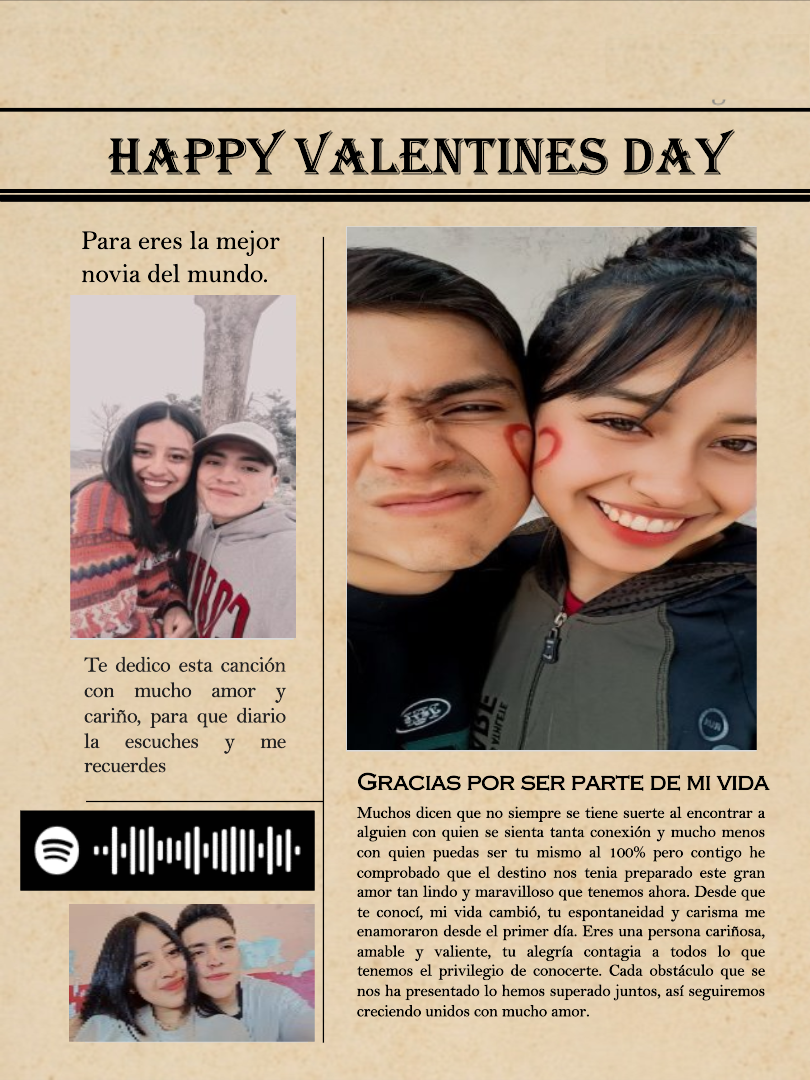 HAPPY VALENTINES DAY
Para eres la mejor
novia del mundo.
Te dedico esta canción
con mucho amor y
cariño, para que diario
la escuches y me
recuerdes
GRACIAS POR SER PARTE DE MI VIDA
Muchos dicen que no siempre se tiene suerte al encontrar a
alguien con quien se sienta tanta conexión y mucho menos
con quien puedas ser tu mismo al 100% pero contigo he
comprobado que el destino nos tenia preparado este gran
amor tan lindo y maravilloso que tenemos ahora. Desde que
te conocí, mi vida cambió, tu espontaneidad y carisma me
enamoraron desde el primer día. Eres una persona cariñosa,
amable y valiente, tu alegría contagia a todos lo que
tenemos el privilegio de conocerte. Cada obstáculo que se
nos ha presentado lo hemos superado juntos, así seguiremos
creciendo unidos con mucho amor.